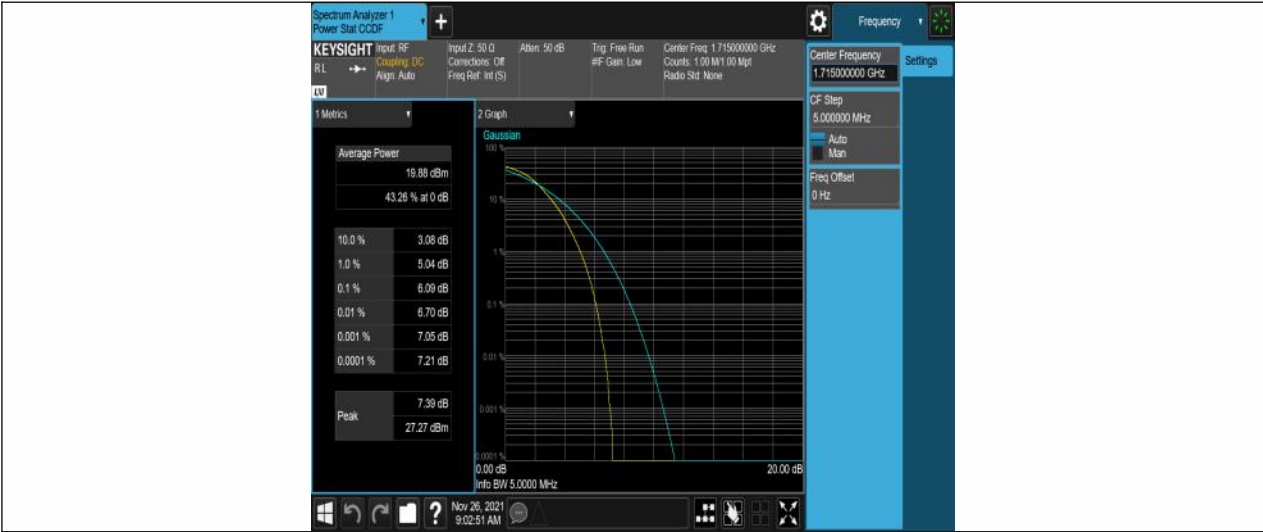 Spectrum Analyzer 1
Power Stat CCDF
+
Frequency
KEYSIGHT
RL
Input: RF
Coupling: DC
Align: Auto
Input Z: 50 Ω
Corrections: Off
Freq Ref: Int (S)
Atten: 50 dB
Trig: Free Run
#IF Gain: Low
Center Freq: 1.715000000 GHz
Counts: 1.00 M/1.00 Mpt
Radio Std: None
LV
Center Frequency
1.715000000 GHz
Settings
CF Step
5.000000 MHz
Auto
Man
Freq Offset
0 Hz
1 Metrics
Average Power
19.88 dBm
43.26 % at 0 dB
10.0 % 3.08 dB
1.0 % 5.04 dB
0.1 % 6.09 dB
0.01 % 6.70 dB
0.001 % 7.05 dB
0.0001 % 7.21 dB
Peak
7.39 dB
27.27 dBm
2 Graph
Gaussian
100 %
10 %
1 %
0.1 %
0.01 %
0.001 %
0.0001 %
0.00 dB 20.00 dB
Info BW 5.0000 MHz
?
Nov 26, 2021
9:02:51 AM